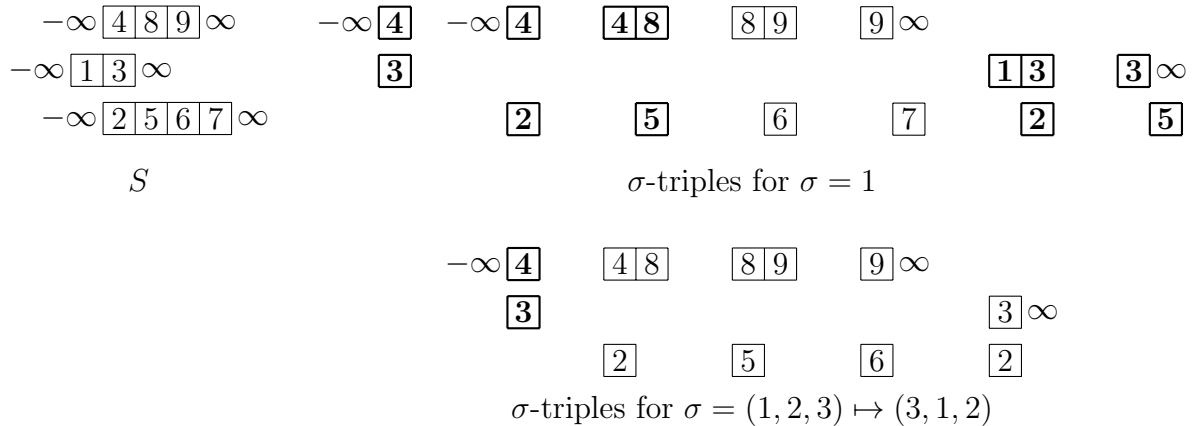 −∞ 4 8 9 ∞ −∞ 4 −∞ 4 4 8 8 9 9 ∞
−∞ 1 3 ∞ 3 1 3 3 ∞
−∞ 2 5 6 7 ∞ 2 5 6 7 2 5
S σ-triples for σ = 1
−∞ 4 4 8 8 9 9 ∞
3 3 ∞
2 5 6 2
σ-triples for σ = (1, 2, 3) ↦ (3, 1, 2)